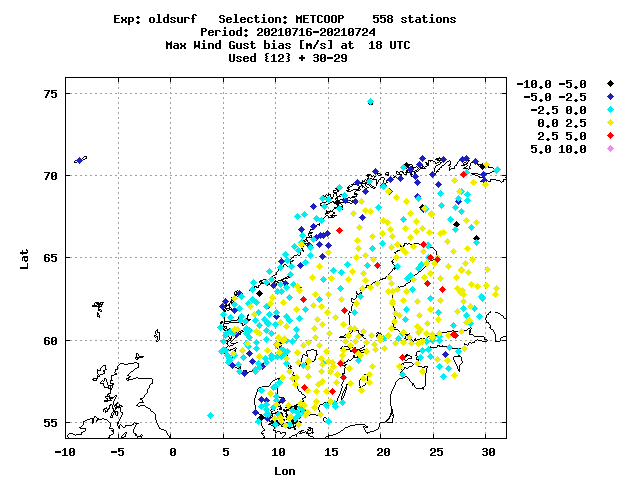 Exp: oldsurf   Selection: METCOOP    558 stations
Period: 20210716-20210724
Max Wind Gust bias [m/s] at  18 UTC
Used {12} + 30-29
-10.0 -5.0
-5.0 -2.5
-2.5 0.0
0.0 2.5
2.5 5.0
5.0 10.0
75
70
65
60
55
Lat
-10 -5 0 5 10 15 20 25 30
Lon